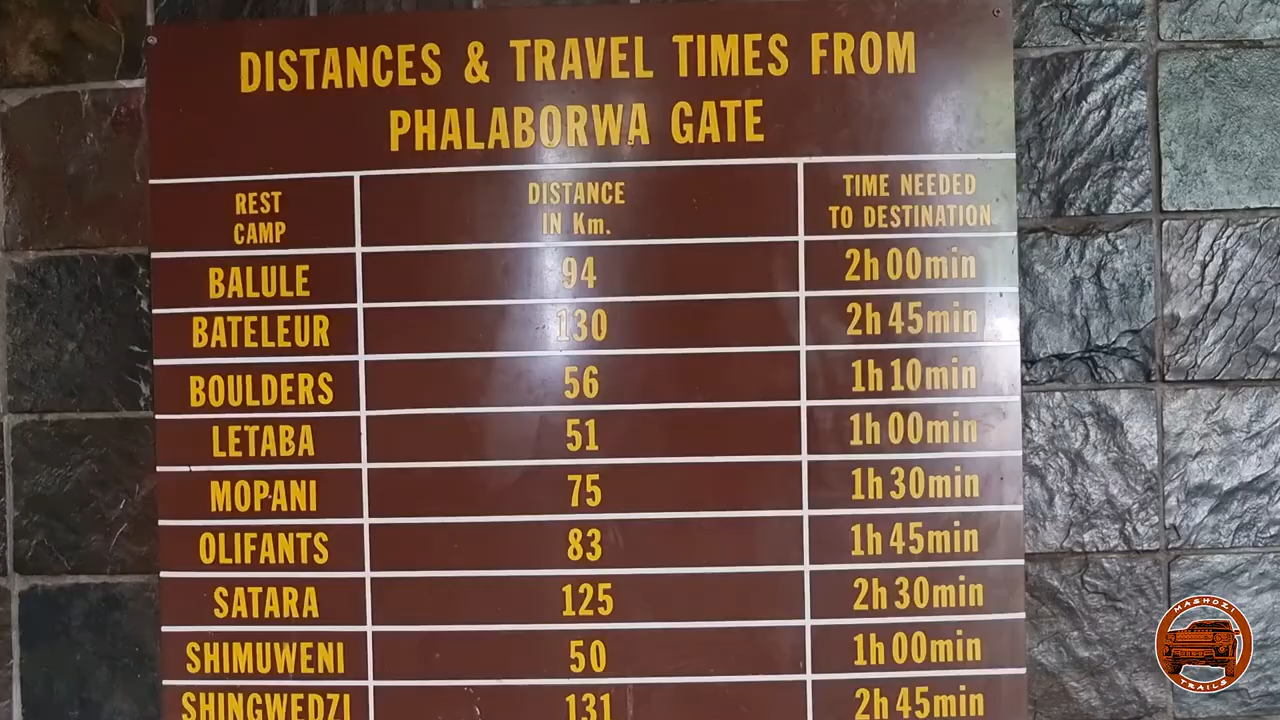 DISTANCES & TRAVEL TIMES FROM
PHALABORWA GATE
REST CAMP DISTANCE IN Km. TIME NEEDED TO DESTINATION
BALULE 94 2h 00min
BATELEUR 130 2h 45min
BOULDERS 56 1h 10min
LETABA 51 1h 00min
MOPANI 75 1h 30min
OLIFANTS 83 1h 45min
SATARA 125 2h 30min
SHIMUWENI 50 1h 00min
SHINGWEDZI 131 2h 45min
MASHOZI
TRAILS